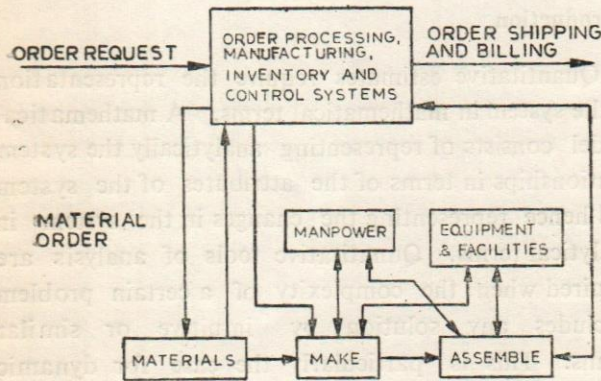 ORDER REQUEST
ORDER PROCESSING,
MANUFACTURING,
INVENTORY AND
CONTROL SYSTEMS
ORDER SHIPPING
AND BILLING
MATERIAL
ORDER
MANPOWER
EQUIPMENT
& FACILITIES
MATERIALS
MAKE
ASSEMBLE